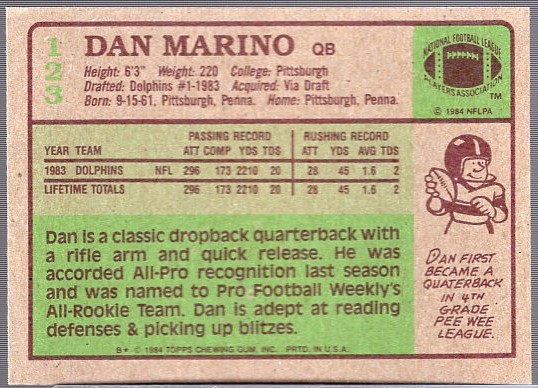 123
DAN MARINO QB
Height: 6'3" Weight: 220 College: Pittsburgh
Drafted: Dolphins #1-1983 Acquired: Via Draft
Born: 9-15-61, Pittsburgh, Penna. Home: Pittsburgh, Penna.
NATIONAL FOOTBALL LEAGUE
PLAYERS ASSOCIATION
TM
© 1984 NFLPA
PASSING RECORD RUSHING RECORD
YEAR TEAM ATT COMP YDS TDS ATT YDS AVG TDS
1983 DOLPHINS NFL 296 173 2210 20 28 45 1.6 2
LIFETIME TOTALS 296 173 2210 20 28 45 1.6 2
Dan is a classic dropback quarterback with
a rifle arm and quick release. He was
accorded All-Pro recognition last season
and was named to Pro Football Weekly's
All-Rookie Team. Dan is adept at reading
defenses & picking up blitzes.
DAN FIRST
BECAME A
QUATERBACK
IN 4TH
GRADE
PEE WEE
LEAGUE.
B* © 1984 TOPPS CHEWING GUM, INC. PRTD. IN U.S.A.